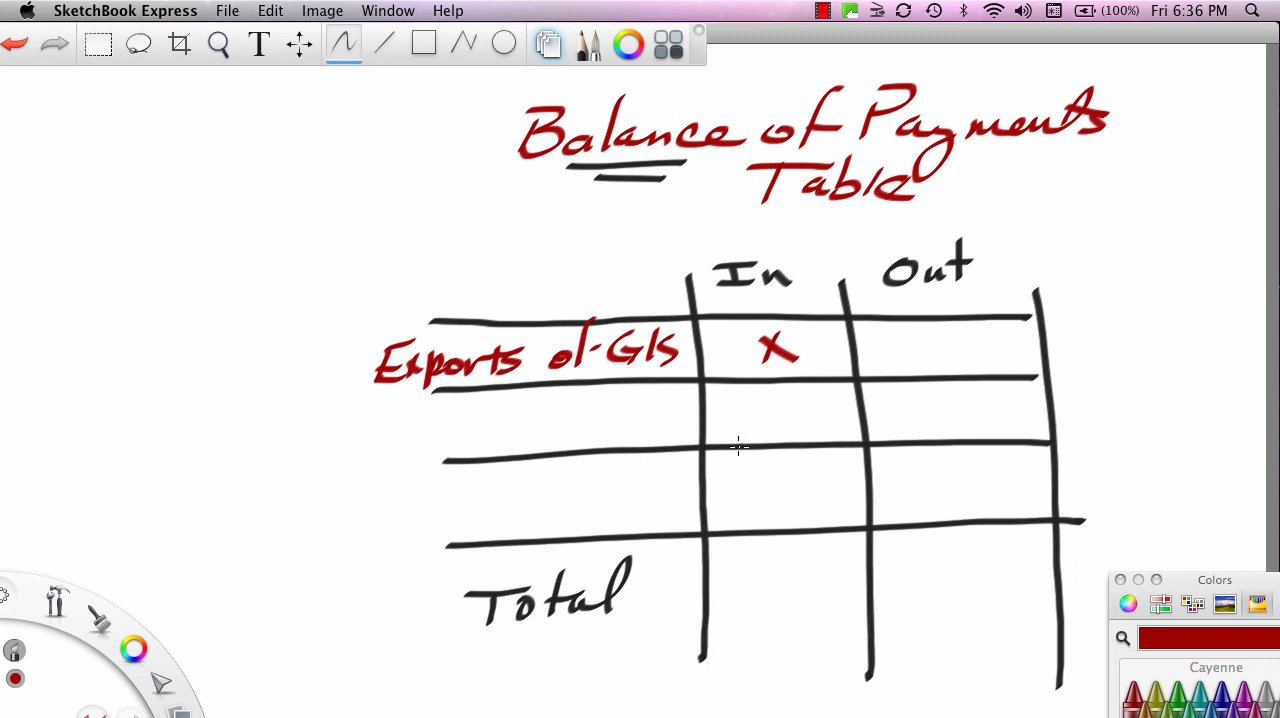 SketchBook Express File Edit Image Window Help (100%) Fri 6:36 PM
T
Balance of Payments
Table
In Out
Exports of G/S X
Total
Colors
Cayenne